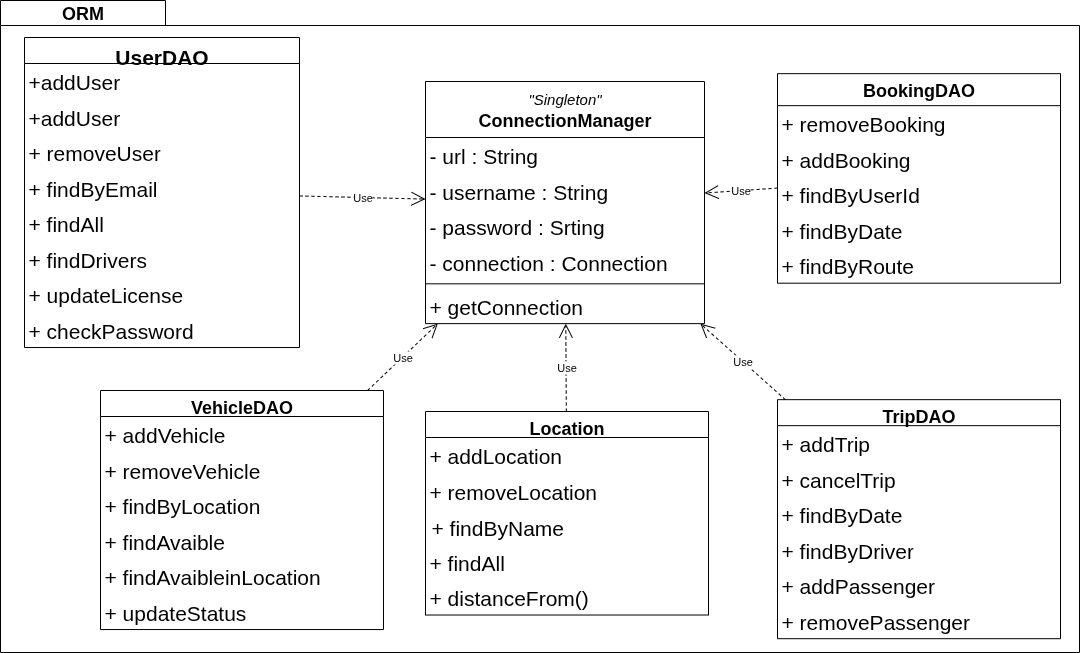 ORM
UserDAO
+addUser
+addUser
+ removeUser
+ findByEmail
+ findAll
+ findDrivers
+ updateLicense
+ checkPassword
Use
"Singleton"
ConnectionManager
- url : String
- username : String
- password : Srting
- connection : Connection
+ getConnection
Use
BookingDAO
+ removeBooking
+ addBooking
+ findByUserId
+ findByDate
+ findByRoute
Use
Use
Use
VehicleDAO
+ addVehicle
+ removeVehicle
+ findByLocation
+ findAvaible
+ findAvaibleinLocation
+ updateStatus
Location
+ addLocation
+ removeLocation
+ findByName
+ findAll
+ distanceFrom()
TripDAO
+ addTrip
+ cancelTrip
+ findByDate
+ findByDriver
+ addPassenger
+ removePassenger